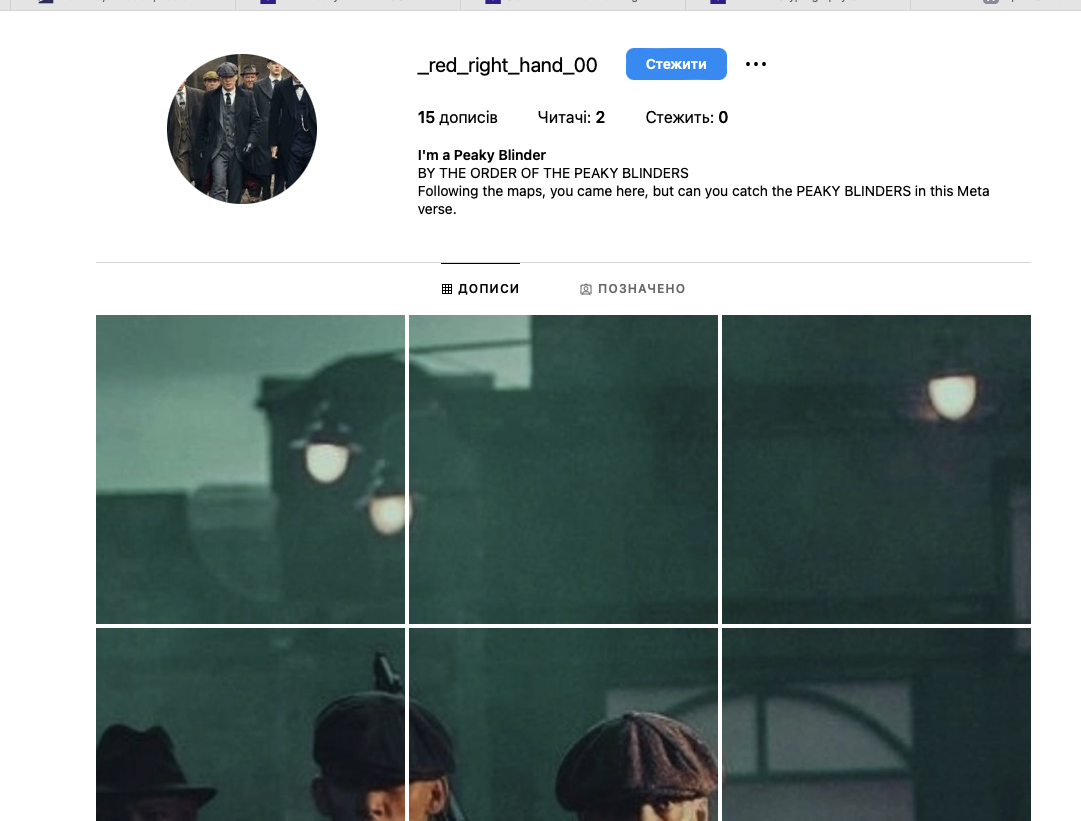 _red_right_hand_00 Стежити
15 дописів Читачі: 2 Стежить: 0
I'm a Peaky Blinder
BY THE ORDER OF THE PEAKY BLINDERS
Following the maps, you came here, but can you catch the PEAKY BLINDERS in this Meta
verse.
ДОПИСИ ПОЗНАЧЕНО